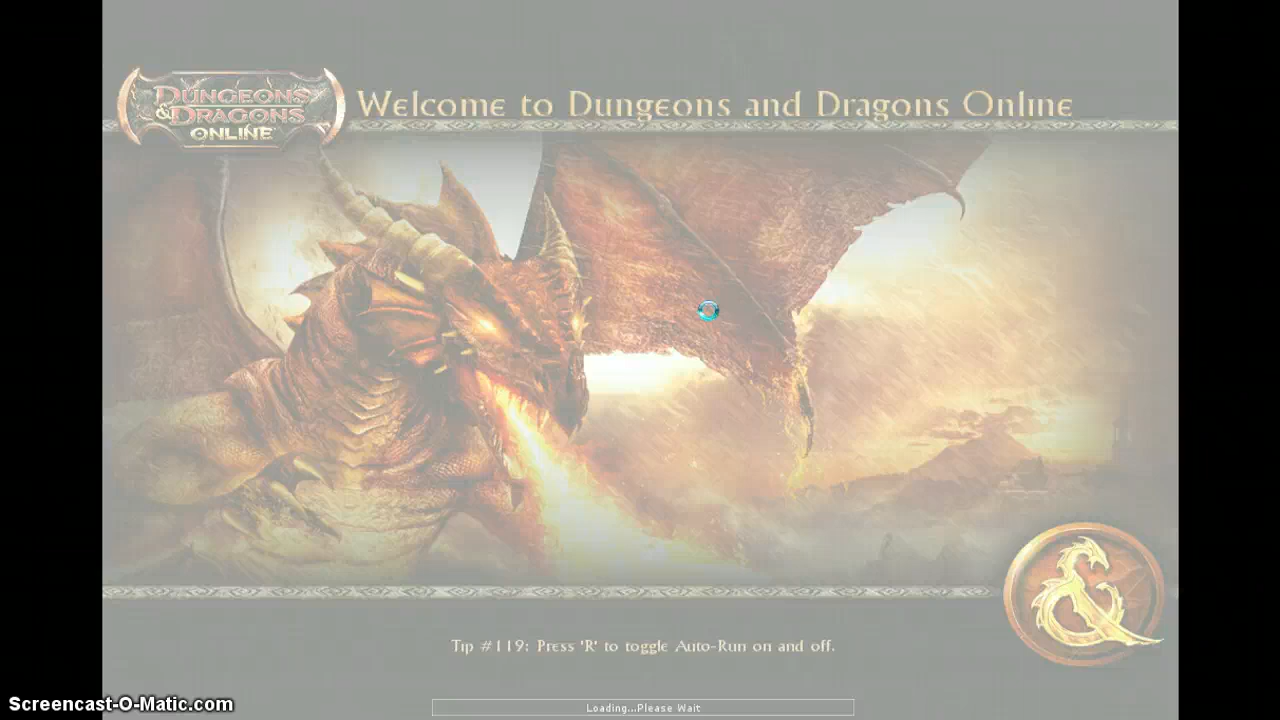 DUNGEONS
& DRAGONS
ONLINE
Welcome to Dungeons and Dragons Online
&
Tip #119: Press 'R' to toggle Auto-Run on and off.
Loading...Please Wait
Screencast-O-Matic.com